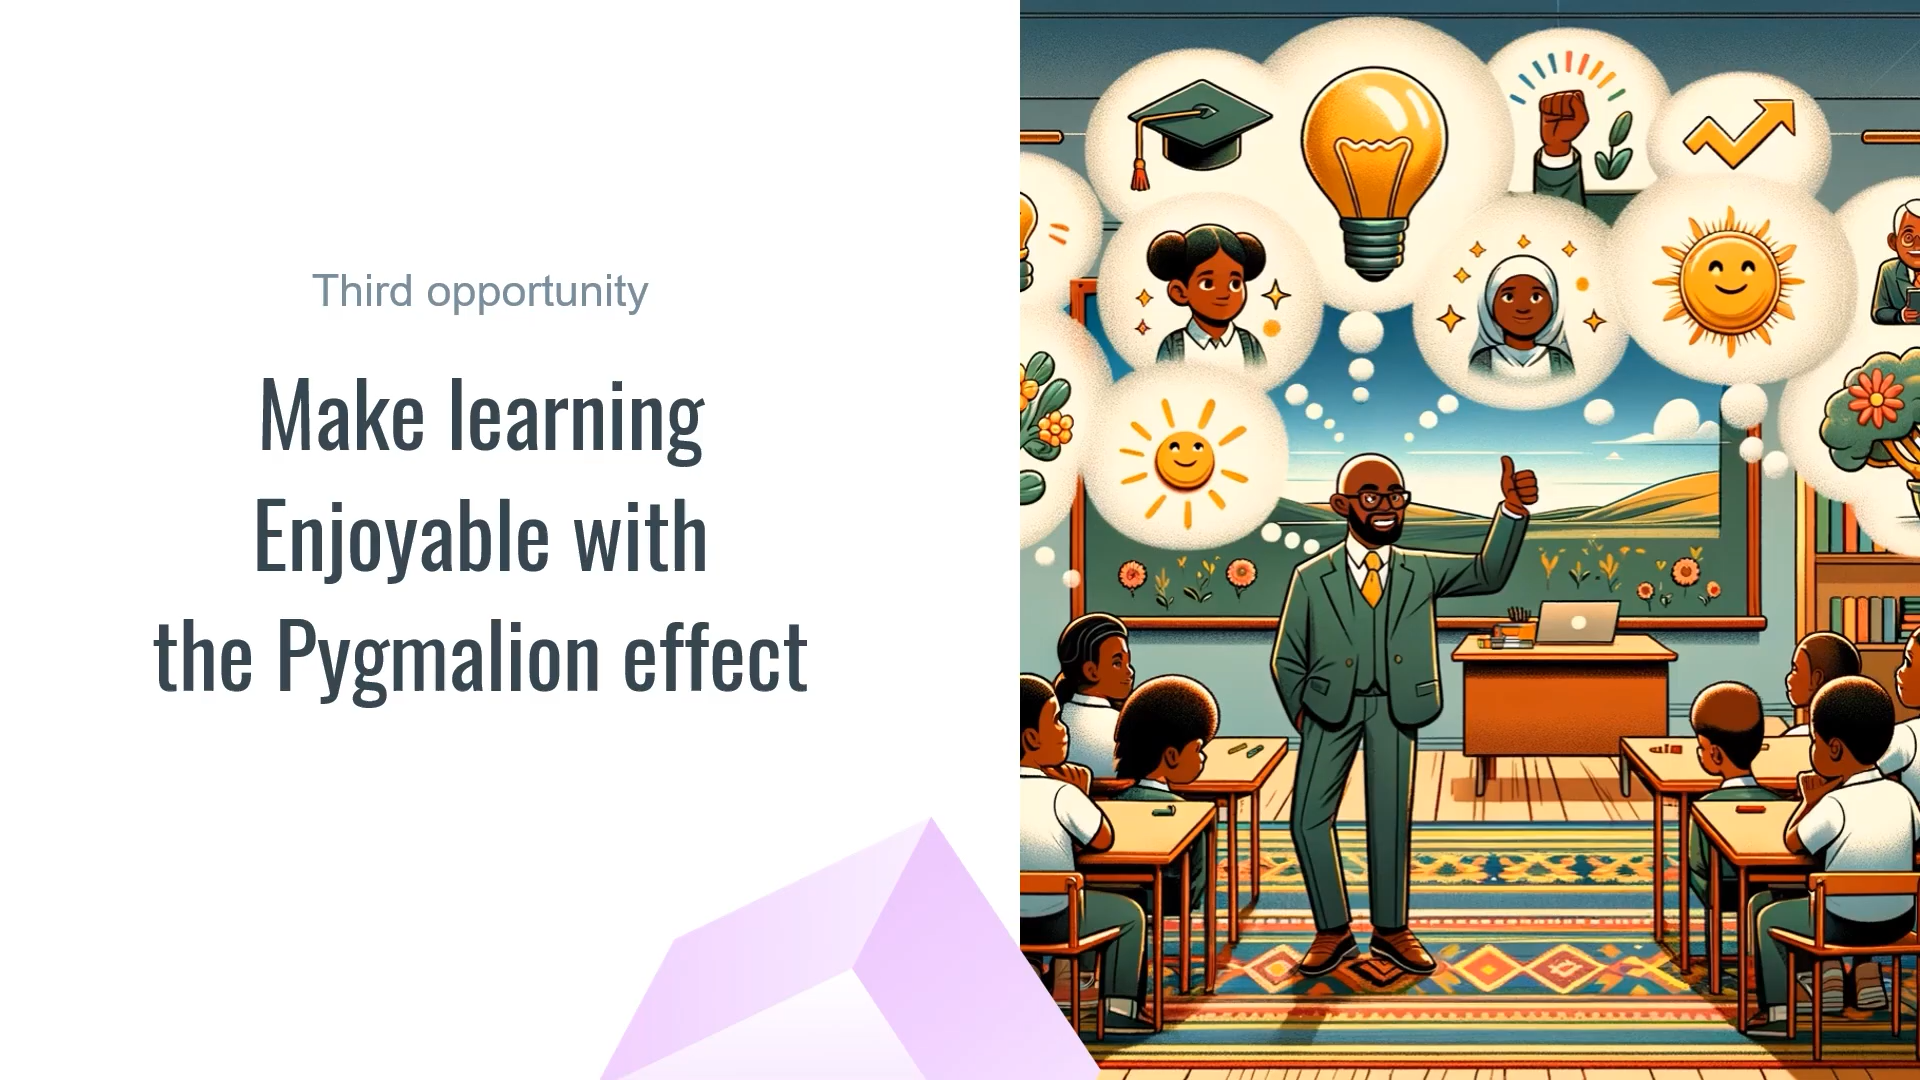 Third opportunity
Make learning
Enjoyable with
the Pygmalion effect